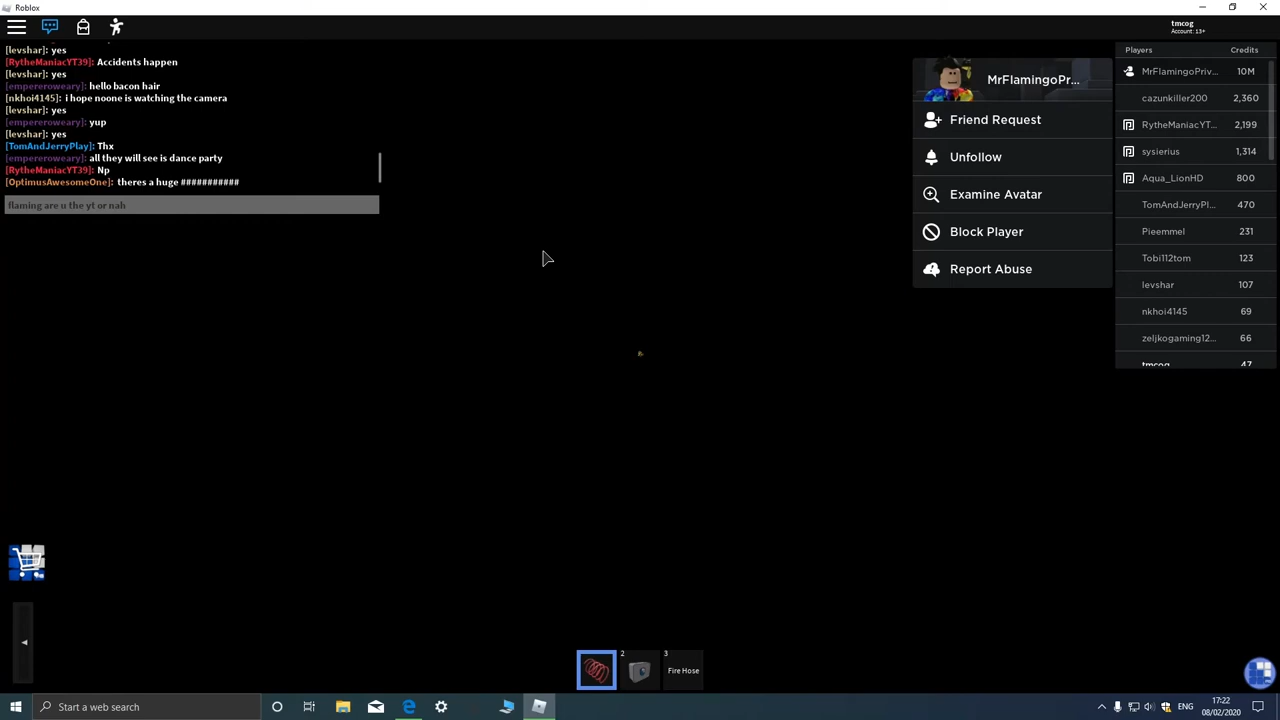 Roblox
tmcog
Account: 13+
[levshar]: yes
[RytheManiacYT39]: Accidents happen
[levshar]: yes
[empereroweary]: hello bacon hair
[nkhoi4145]: i hope noone is watching the camera
[levshar]: yes
[empereroweary]: yup
[levshar]: yes
[TomAndJerryPlay]: Thx
[empereroweary]: all they will see is dance party
[RytheManiacYT39]: Np
[OptimusAwesomeOne]: theres a huge ###########
flaming are u the yt or nah
MrFlamingoPr...
Friend Request
Unfollow
Examine Avatar
Block Player
Report Abuse
Players Credits
MrFlamingoPriv... 10M
cazunkiller200 2,360
RytheManiacYT... 2,199
sysierius 1,314
Aqua_LionHD 800
TomAndJerryPl... 470
Pieemmel 231
Tobi112tom 123
levshar 107
nkhoi4145 69
zeljkogaming12... 66
tmcog 47
2
3
Fire Hose
Start a web search
ENG
17:22
08/02/2020